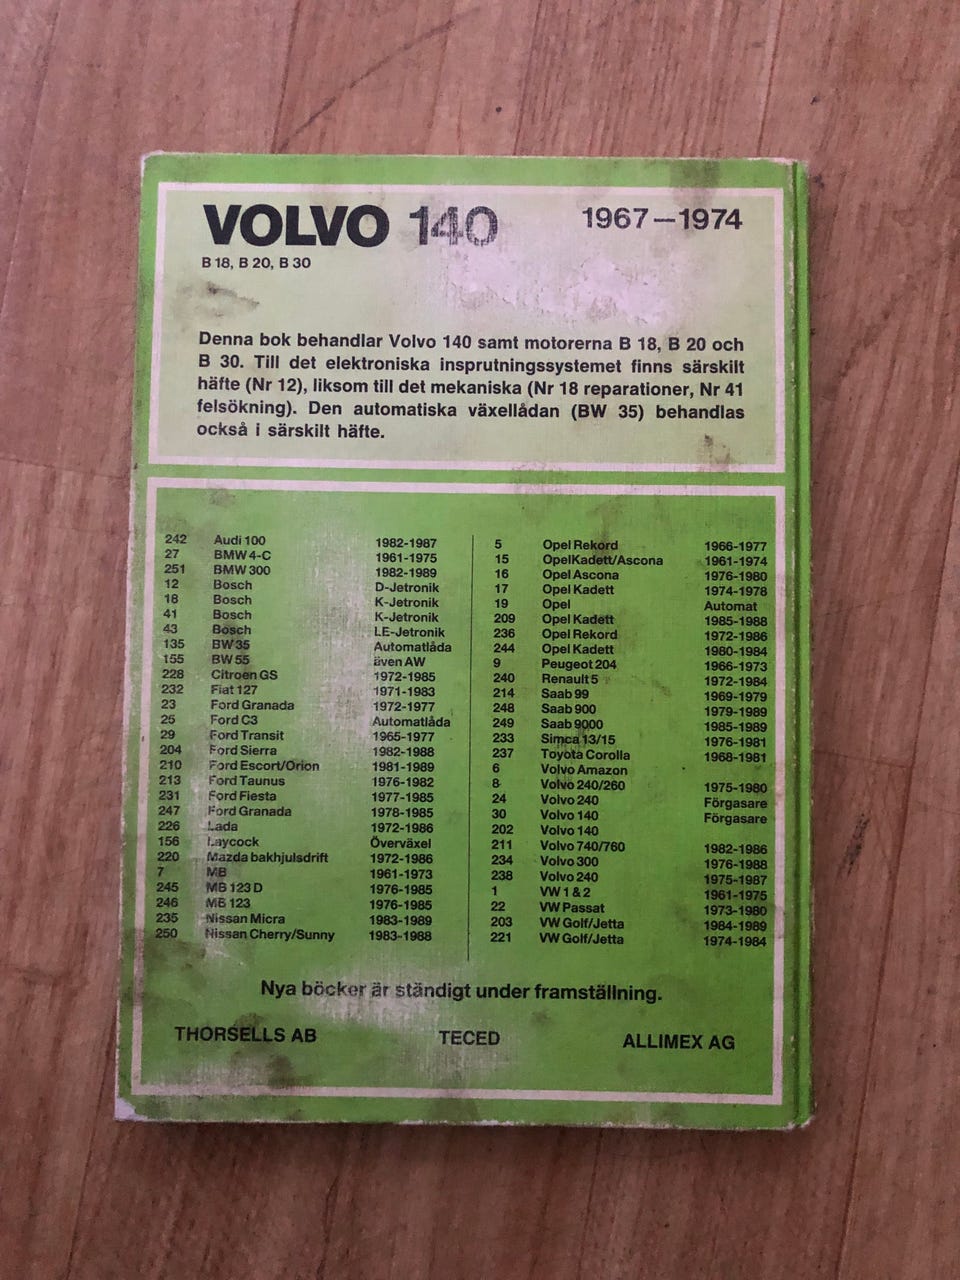 VOLVO 140 1967–1974
B 18, B 20, B 30
Denna bok behandlar Volvo 140 samt motorerna B 18, B 20 och
B 30. Till det elektroniska insprutningssystemet finns särskilt
häfte (Nr 12), liksom till det mekaniska (Nr 18 reparationer, Nr 41
felsökning). Den automatiska växellådan (BW 35) behandlas
också i särskilt häfte.
242 Audi 100 1982-1987
27 BMW 4-C 1961-1975
251 BMW 300 1982-1989
12 Bosch D-Jetronik
18 Bosch K-Jetronik
41 Bosch K-Jetronik
43 Bosch LE-Jetronik
135 BW 35 Automatlåda
155 BW 55 även AW
228 Citroen GS 1972-1985
232 Fiat 127 1971-1983
23 Ford Granada 1972-1977
25 Ford C3 Automatlåda
29 Ford Transit 1965-1977
204 Ford Sierra 1982-1988
210 Ford Escort/Orion 1981-1989
213 Ford Taunus 1976-1982
231 Ford Fiesta 1977-1985
247 Ford Granada 1978-1985
226 Lada 1972-1986
156 Laycock Överväxel
220 Mazda bakhjulsdrift 1972-1986
7 MB 1961-1973
245 MB 123 D 1976-1985
246 MB 123 1976-1985
235 Nissan Micra 1983-1989
250 Nissan Cherry/Sunny 1983-1988
5 Opel Rekord 1966-1977
15 Opel Kadett/Ascona 1961-1974
16 Opel Ascona 1976-1980
17 Opel Kadett 1974-1978
19 Opel Automat
209 Opel Kadett 1985-1988
236 Opel Rekord 1972-1986
244 Opel Kadett 1980-1984
9 Peugeot 204 1966-1973
240 Renault 5 1972-1984
214 Saab 99 1969-1979
248 Saab 900 1979-1989
249 Saab 9000 1985-1989
233 Simca 13/15 1976-1981
237 Toyota Corolla 1968-1981
6 Volvo Amazon
8 Volvo 240/260 1975-1980
24 Volvo 240 Förgasare
30 Volvo 140 Förgasare
202 Volvo 140
211 Volvo 740/760 1982-1986
234 Volvo 300 1976-1988
238 Volvo 240 1975-1987
1 VW 1 & 2 1961-1975
22 VW Passat 1973-1980
203 VW Golf/Jetta 1984-1989
221 VW Golf/Jetta 1974-1984
Nya böcker är ständigt under framställning.
THORSELLS AB TECED ALLIMEX AG